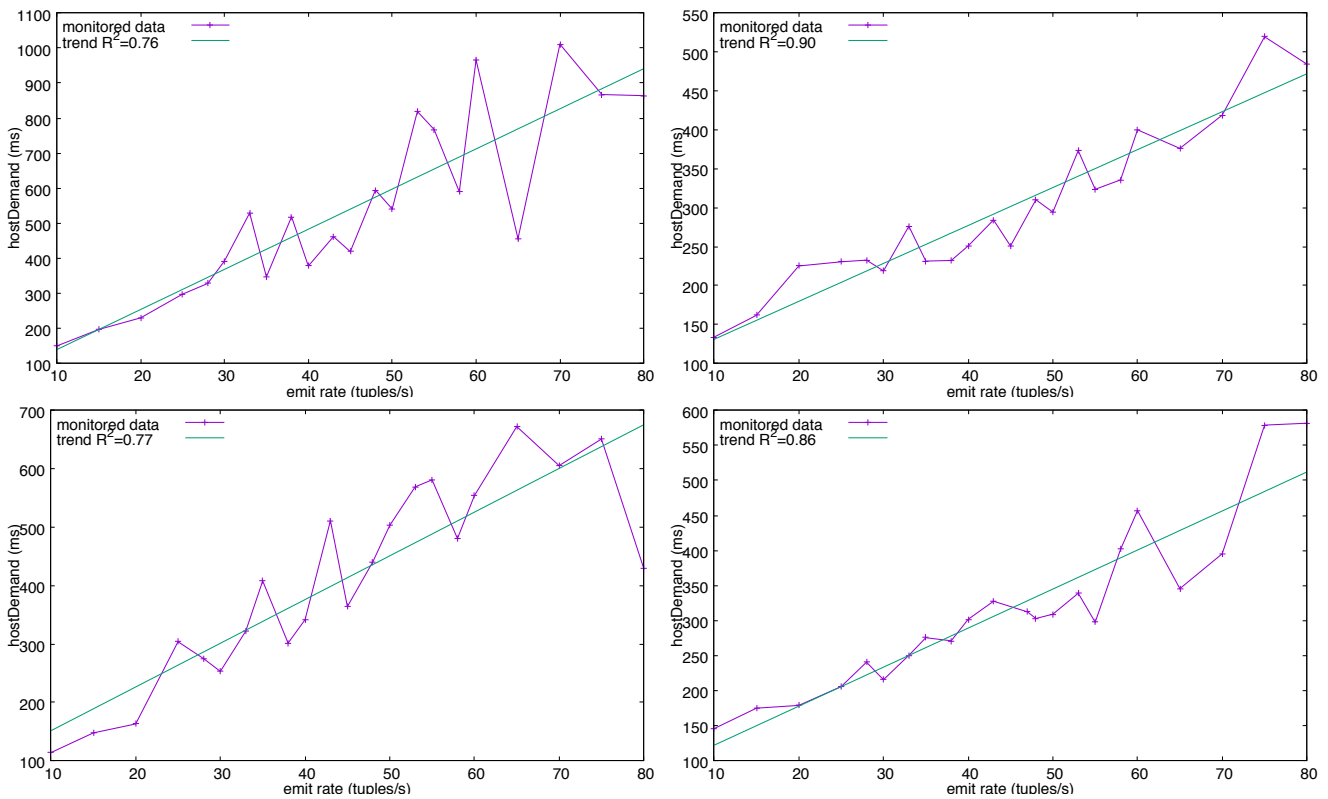 monitored data
trend R²=0.76
1100
1000
900
800
700
600
500
400
300
200
100
hostDemand (ms)
10 20 30 40 50 60 70 80
emit rate (tuples/s)
monitored data
trend R²=0.90
550
500
450
400
350
300
250
200
150
100
hostDemand (ms)
10 20 30 40 50 60 70 80
emit rate (tuples/s)
monitored data
trend R²=0.77
700
600
500
400
300
200
100
hostDemand (ms)
10 20 30 40 50 60 70 80
emit rate (tuples/s)
monitored data
trend R²=0.86
600
550
500
450
400
350
300
250
200
150
100
hostDemand (ms)
10 20 30 40 50 60 70 80
emit rate (tuples/s)